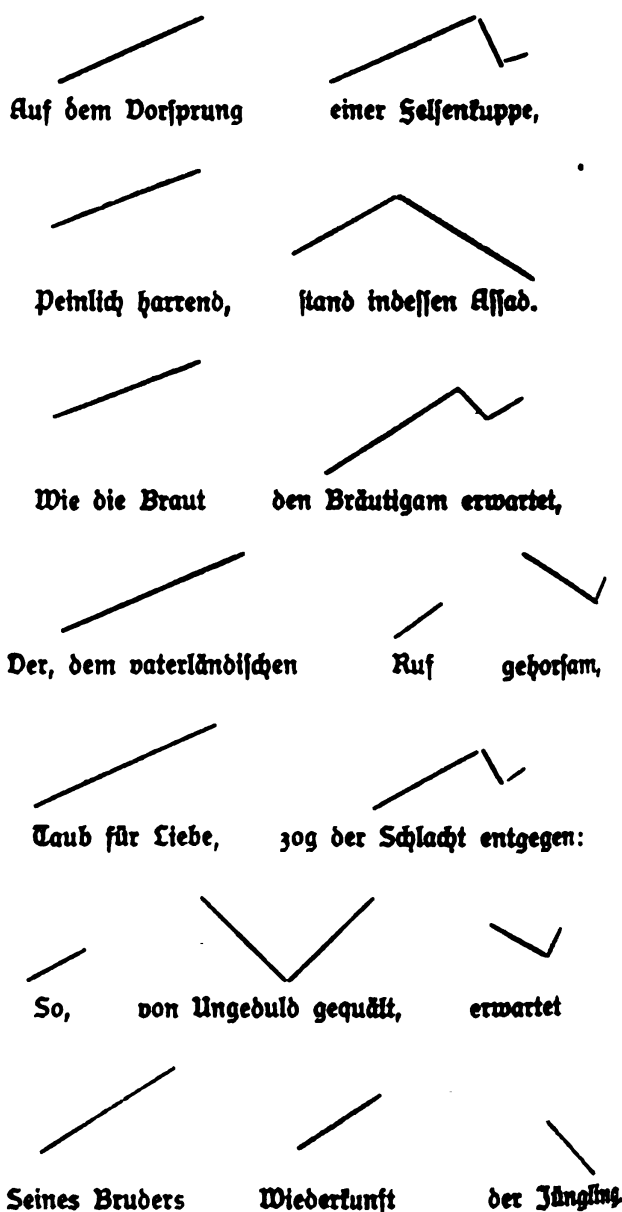 Auf dem Vorsprung einer Felsenkuppe,
Peinlich harrend, stand indessen Assad.
Wie die Braut den Bräutigam erwartet,
Der, dem vaterländischen Ruf gehorsam,
Taub für Liebe, zog der Schlacht entgegen:
So, von Ungeduld gequält, erwartet
Seines Bruders Wiederkunft der Jüngling